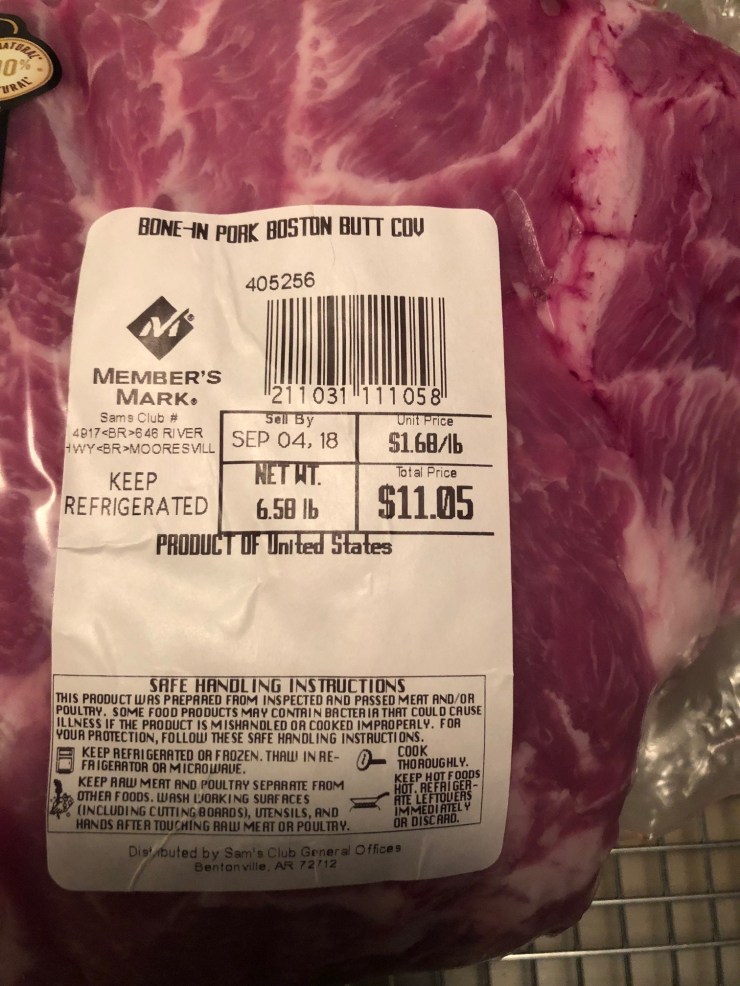 10%
BONE-IN PORK BOSTON BUTT COV
405256
211031 111058
MEMBER'S
MARK®
Sams Club #
4917<BR>646 RIVER
HWY<BR>MOORESVILL
KEEP
REFRIGERATED
Sell By
SEP 04, 18
Unit Price
$1.68/lb
NET WT.
6.58 lb
Total Price
$11.05
PRODUCT OF United States
SAFE HANDLING INSTRUCTIONS
THIS PRODUCT WAS PREPARED FROM INSPECTED AND PASSED MEAT AND/OR
POULTRY. SOME FOOD PRODUCTS MAY CONTAIN BACTERIA THAT COULD CAUSE
ILLNESS IF THE PRODUCT IS MISHANDLED OR COOKED IMPROPERLY. FOR
YOUR PROTECTION, FOLLOW THESE SAFE HANDLING INSTRUCTIONS.
KEEP REFRIGERATED OR FROZEN. THAW IN RE-
FRIGERATOR OR MICROWAVE.
KEEP RAW MEAT AND POULTRY SEPARATE FROM
OTHER FOODS. WASH WORKING SURFACES
(INCLUDING CUTTING BOARDS), UTENSILS, AND
HANDS AFTER TOUCHING RAW MEAT OR POULTRY.
COOK
THOROUGHLY.
KEEP HOT FOODS
HOT. REFRIGER-
ATE LEFTOVERS
IMMEDIATELY
OR DISCARD.
Distributed by Sam's Club General Offices
Bentonville, AR 72712